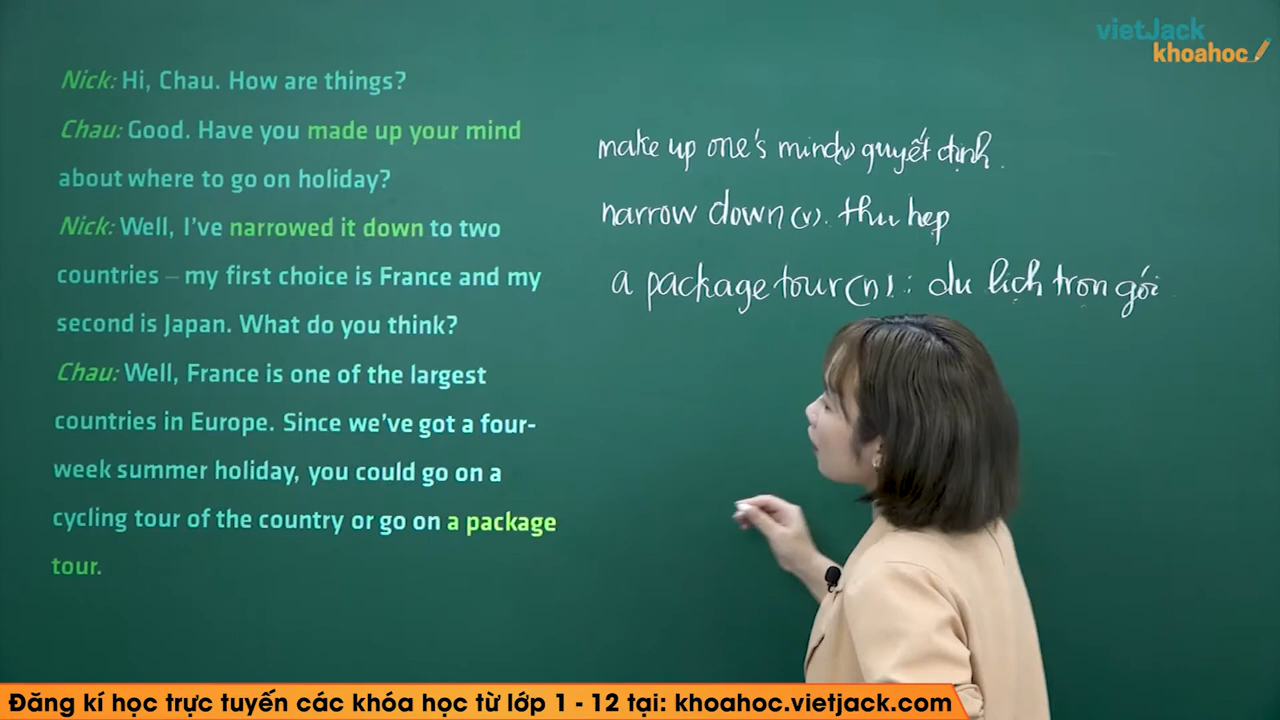 vietJack
khoahoc
Nick: Hi, Chau. How are things?
Chau: Good. Have you made up your mind
about where to go on holiday?
Nick: Well, I've narrowed it down to two
countries – my first choice is France and my
second is Japan. What do you think?
Chau: Well, France is one of the largest
countries in Europe. Since we've got a four-
week summer holiday, you could go on a
cycling tour of the country or go on a package
tour.
make up one's mind(v) quyết định.
narrow down (v). thu hẹp
a package tour (n) : du lịch trọn gói
Đăng kí học trực tuyến các khóa học từ lớp 1 - 12 tại: khoahoc.vietjack.com